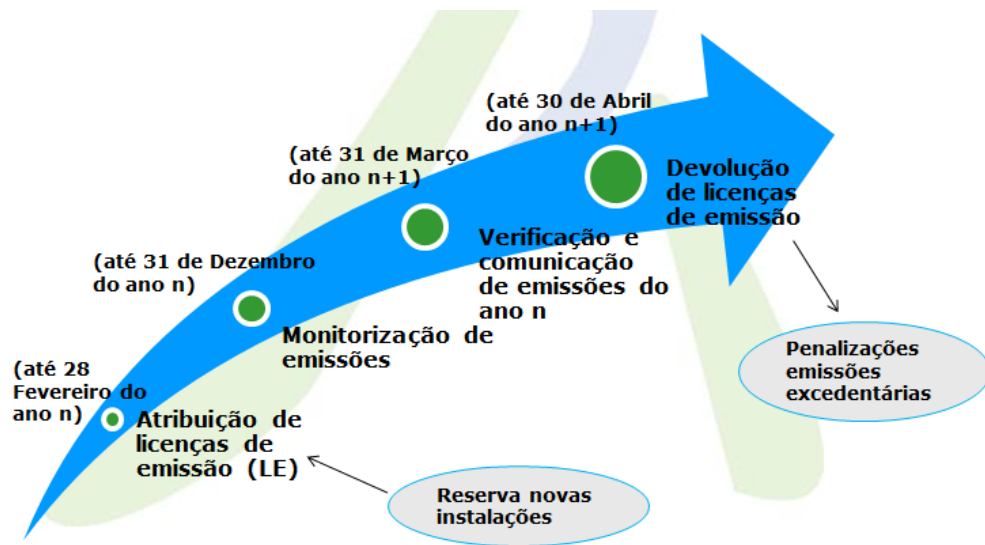 (até 30 de Abril
do ano n+1)
(até 31 de Março
do ano n+1)
Devolução
de licenças
de emissão
Verificação e
comunicação
de emissões do
ano n
(até 31 de Dezembro
do ano n)
Monitorização de
emissões
Penalizações
emissões
excedentárias
(até 28
Fevereiro do
ano n)
Atribuição de
licenças de
emissão (LE)
Reserva novas
instalações